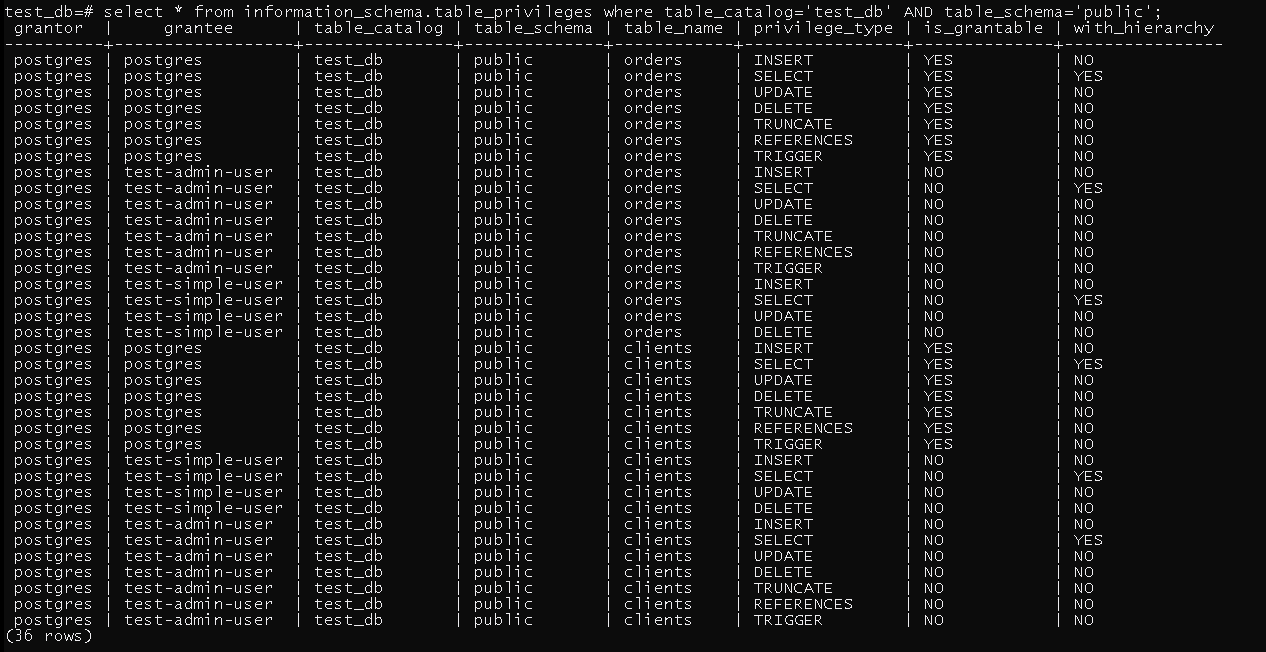 test_db=# select * from information_schema.table_privileges where table_catalog='test_db' AND table_schema='public';
 grantor  |      grantee      | table_catalog | table_schema | table_name | privilege_type | is_grantable | with_hierarchy
----------+-------------------+---------------+--------------+------------+----------------+--------------+----------------
 postgres | postgres          | test_db       | public       | orders     | INSERT         | YES          | NO
 postgres | postgres          | test_db       | public       | orders     | SELECT         | YES          | YES
 postgres | postgres          | test_db       | public       | orders     | UPDATE         | YES          | NO
 postgres | postgres          | test_db       | public       | orders     | DELETE         | YES          | NO
 postgres | postgres          | test_db       | public       | orders     | TRUNCATE       | YES          | NO
 postgres | postgres          | test_db       | public       | orders     | REFERENCES     | YES          | NO
 postgres | postgres          | test_db       | public       | orders     | TRIGGER        | YES          | NO
 postgres | test-admin-user   | test_db       | public       | orders     | INSERT         | NO           | NO
 postgres | test-admin-user   | test_db       | public       | orders     | SELECT         | NO           | YES
 postgres | test-admin-user   | test_db       | public       | orders     | UPDATE         | NO           | NO
 postgres | test-admin-user   | test_db       | public       | orders     | DELETE         | NO           | NO
 postgres | test-admin-user   | test_db       | public       | orders     | TRUNCATE       | NO           | NO
 postgres | test-admin-user   | test_db       | public       | orders     | REFERENCES     | NO           | NO
 postgres | test-admin-user   | test_db       | public       | orders     | TRIGGER        | NO           | NO
 postgres | test-simple-user  | test_db       | public       | orders     | INSERT         | NO           | NO
 postgres | test-simple-user  | test_db       | public       | orders     | SELECT         | NO           | YES
 postgres | test-simple-user  | test_db       | public       | orders     | UPDATE         | NO           | NO
 postgres | test-simple-user  | test_db       | public       | orders     | DELETE         | NO           | NO
 postgres | postgres          | test_db       | public       | clients    | INSERT         | YES          | NO
 postgres | postgres          | test_db       | public       | clients    | SELECT         | YES          | YES
 postgres | postgres          | test_db       | public       | clients    | UPDATE         | YES          | NO
 postgres | postgres          | test_db       | public       | clients    | DELETE         | YES          | NO
 postgres | postgres          | test_db       | public       | clients    | TRUNCATE       | YES          | NO
 postgres | postgres          | test_db       | public       | clients    | REFERENCES     | YES          | NO
 postgres | postgres          | test_db       | public       | clients    | TRIGGER        | YES          | NO
 postgres | test-simple-user  | test_db       | public       | clients    | INSERT         | NO           | NO
 postgres | test-simple-user  | test_db       | public       | clients    | SELECT         | NO           | YES
 postgres | test-simple-user  | test_db       | public       | clients    | UPDATE         | NO           | NO
 postgres | test-simple-user  | test_db       | public       | clients    | DELETE         | NO           | NO
 postgres | test-admin-user   | test_db       | public       | clients    | INSERT         | NO           | NO
 postgres | test-admin-user   | test_db       | public       | clients    | SELECT         | NO           | YES
 postgres | test-admin-user   | test_db       | public       | clients    | UPDATE         | NO           | NO
 postgres | test-admin-user   | test_db       | public       | clients    | DELETE         | NO           | NO
 postgres | test-admin-user   | test_db       | public       | clients    | TRUNCATE       | NO           | NO
 postgres | test-admin-user   | test_db       | public       | clients    | REFERENCES     | NO           | NO
 postgres | test-admin-user   | test_db       | public       | clients    | TRIGGER        | NO           | NO
(36 rows)